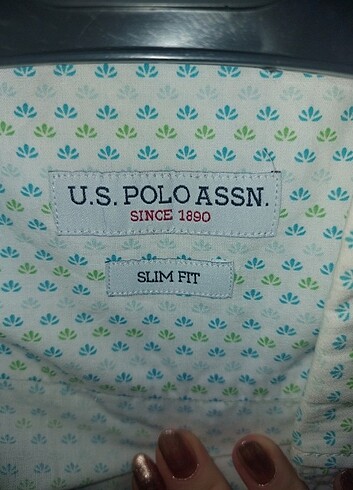 U.S. POLO ASSN.
SINCE 1890
SLIM FIT